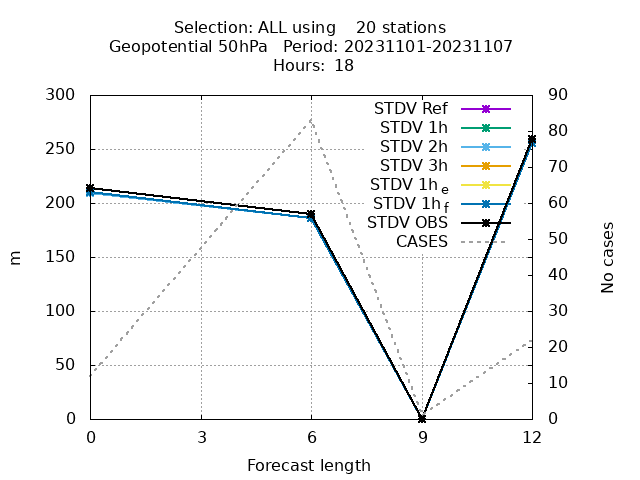 Selection: ALL using    20 stations
Geopotential 50hPa   Period: 20231101-20231107
Hours: 18
300
250
200
150
100
50
0
m
90
80
70
60
50
40
30
20
10
0
No cases
STDV Ref
STDV 1h
STDV 2h
STDV 3h
STDV 1h e
STDV 1h f
STDV OBS
CASES
0 3 6 9 12
Forecast length